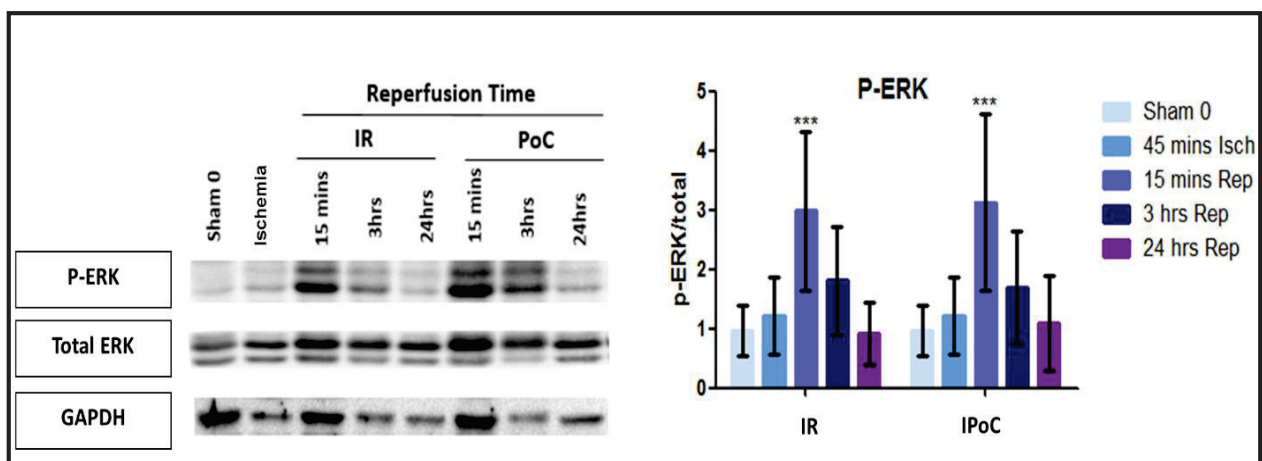 Reperfusion Time
IR
PoC
Sham 0
Ischemia
15 mins
3hrs
24hrs
15 mins
3hrs
24hrs
P-ERK
Total ERK
GAPDH
P-ERK
p-ERK/total
5
4
3
2
1
0
***
***
IR
IPoC
Sham 0
45 mins Isch
15 mins Rep
3 hrs Rep
24 hrs Rep